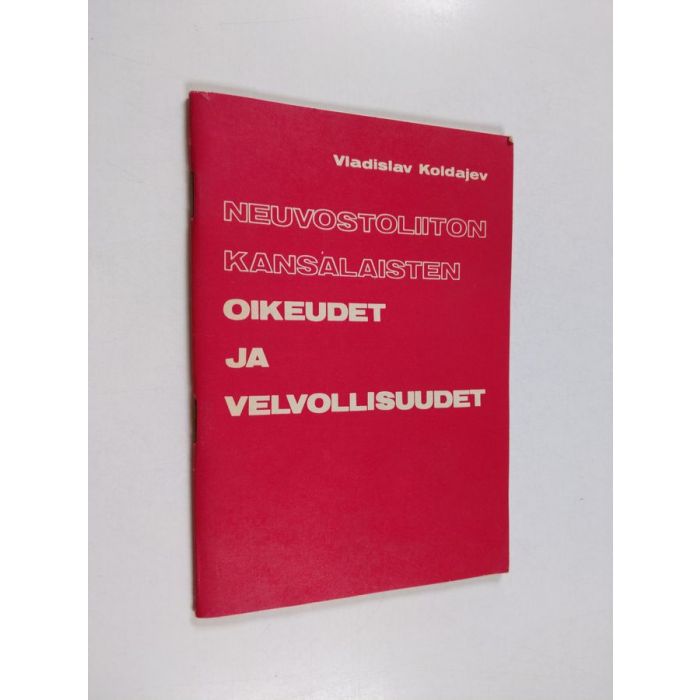 Vladislav Koldajev
NEUVOSTOLIITON
KANSALAISTEN
OIKEUDET
JA
VELVOLLISUUDET